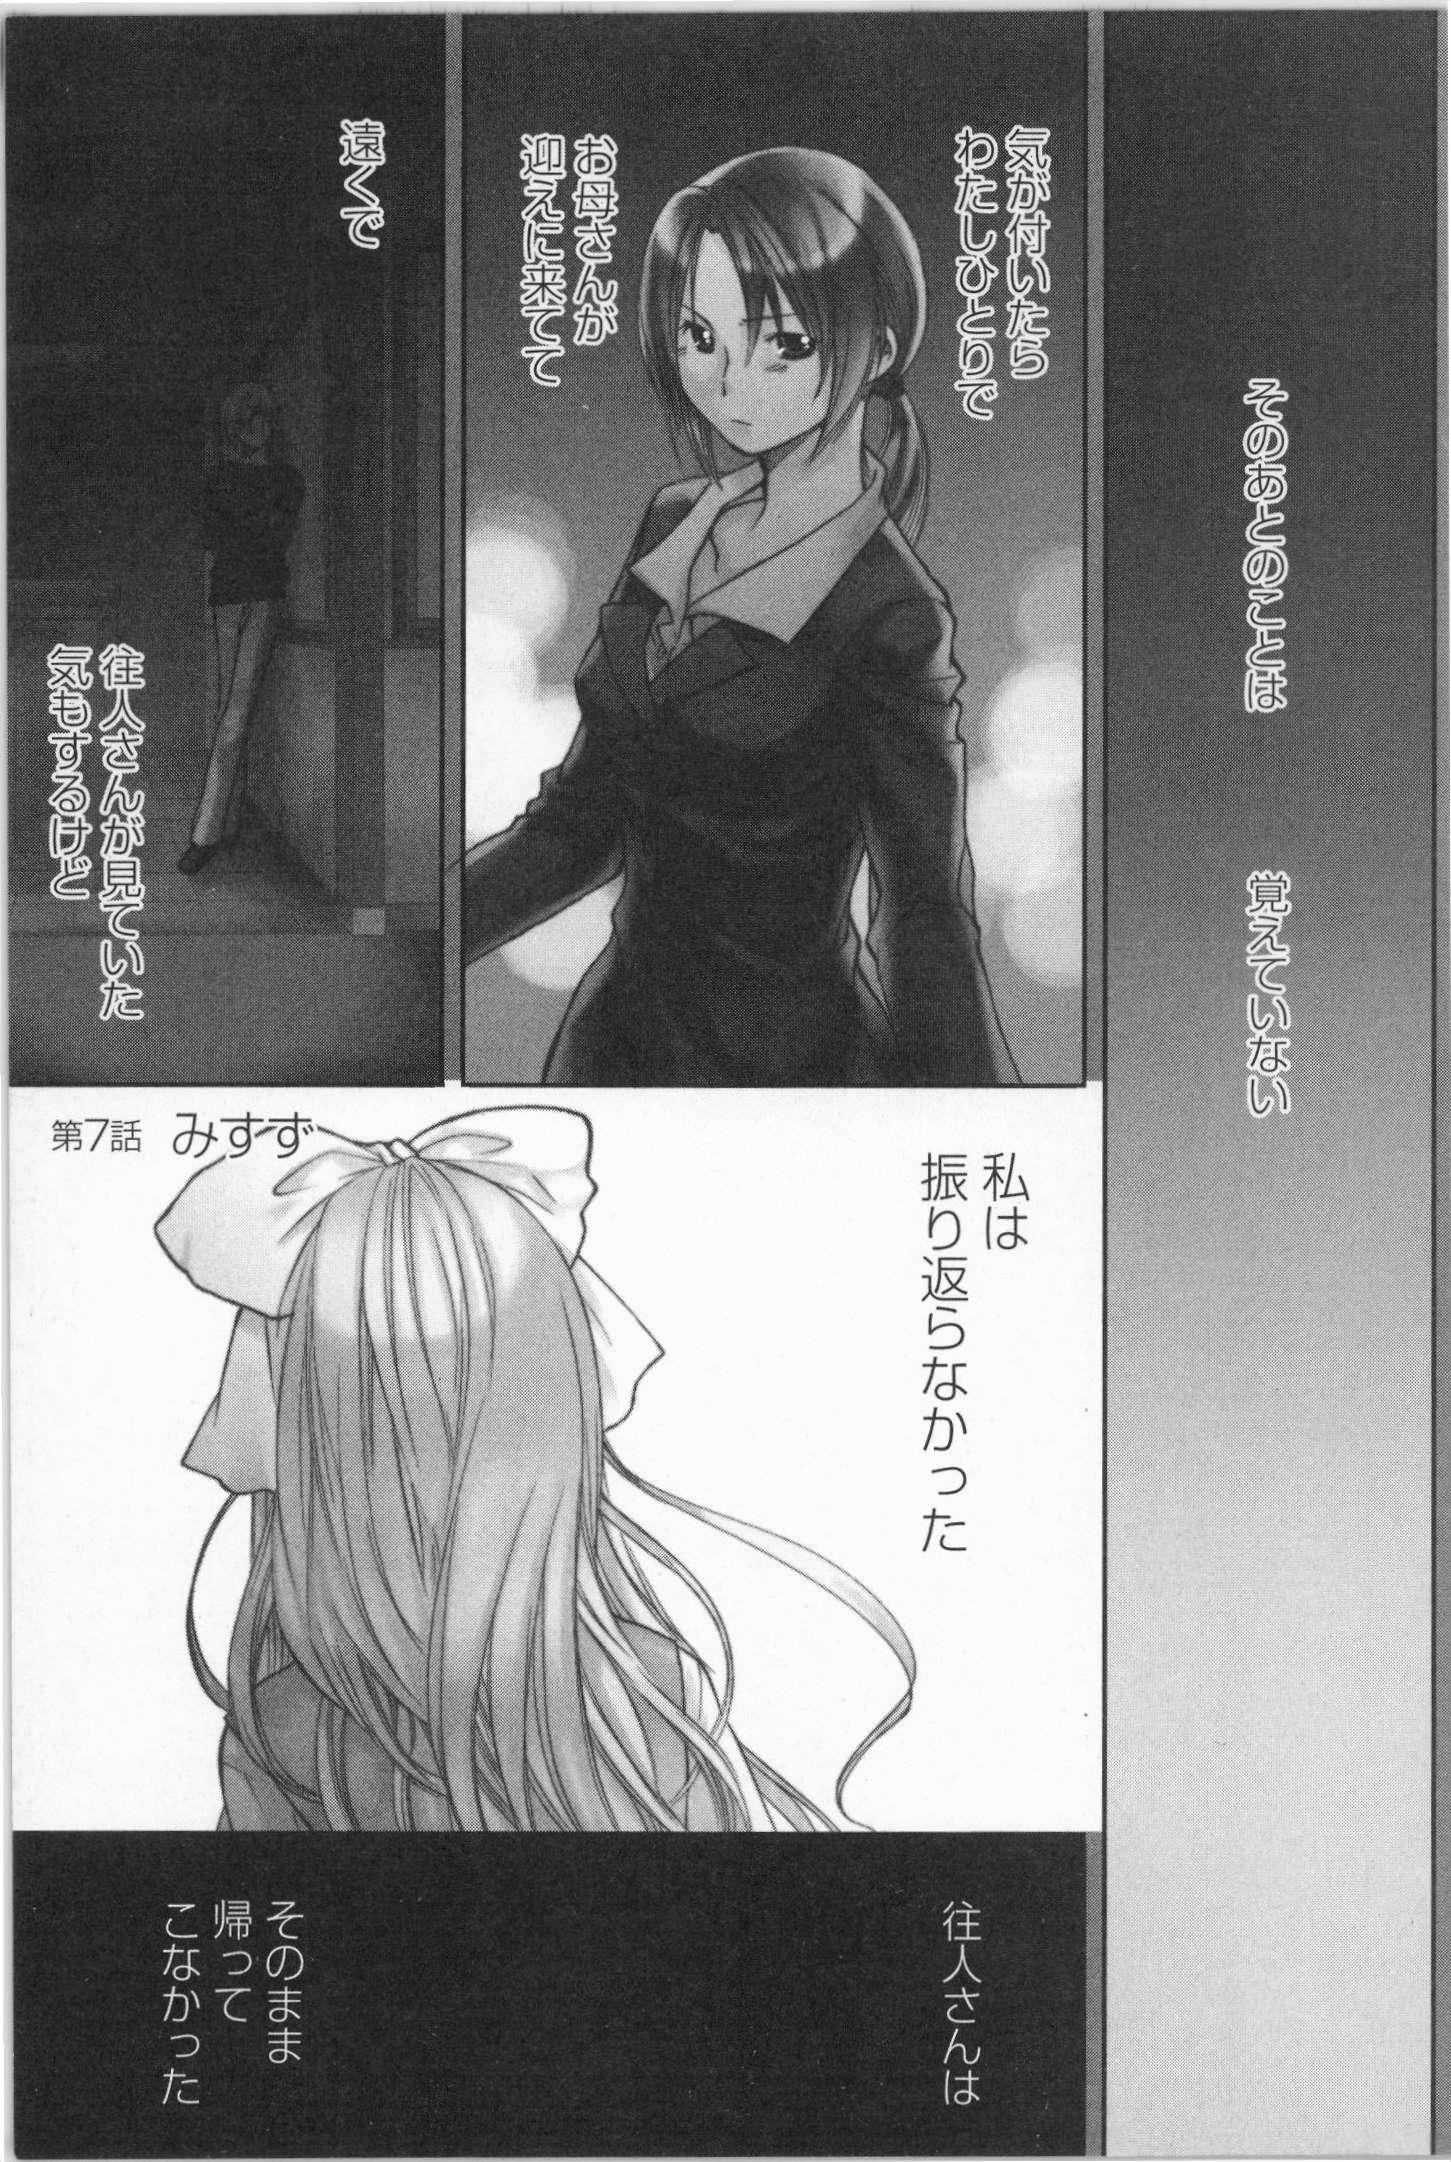 そのあとのことは
覚えていない
気が付いたら
わたしひとりで
お母さんが
迎えに来てて
遠くで
往人さんが見ていた
気もするけど
私は
振り返らなかった
第7話 みすず
往人さんは
そのまま
帰って
こなかった